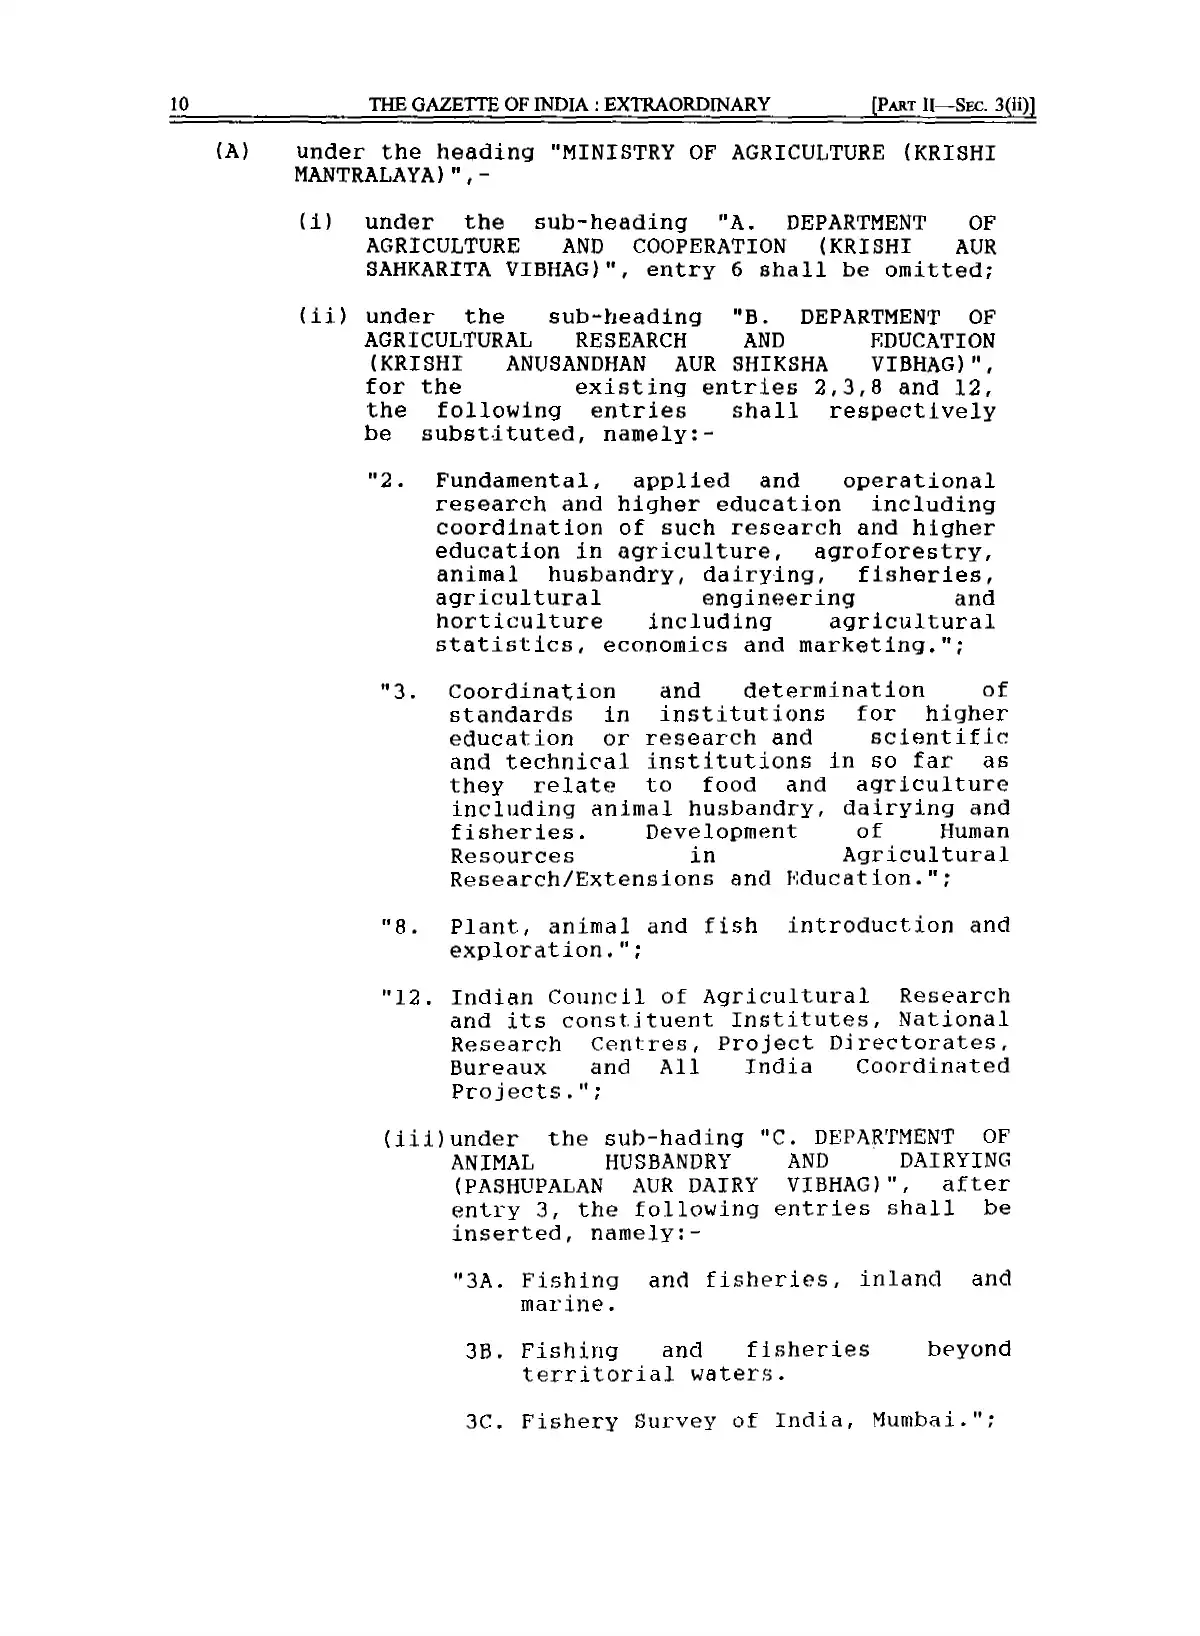 10 THE GAZETTE OF INDIA : EXTRAORDINARY [PART II—SEC. 3(ii)]
(A) under the heading "MINISTRY OF AGRICULTURE (KRISHI
MANTRALAYA)",-
(i) under the sub-heading "A. DEPARTMENT OF
AGRICULTURE AND COOPERATION (KRISHI AUR
SAHKARITA VIBHAG)", entry 6 shall be omitted;
(ii) under the sub-heading "B. DEPARTMENT OF
AGRICULTURAL RESEARCH AND EDUCATION
(KRISHI ANUSANDHAN AUR SHIKSHA VIBHAG)",
for the existing entries 2,3,8 and 12,
the following entries shall respectively
be substituted, namely:-
"2. Fundamental, applied and operational
research and higher education including
coordination of such research and higher
education in agriculture, agroforestry,
animal husbandry, dairying, fisheries,
agricultural engineering and
horticulture including agricultural
statistics, economics and marketing.";
"3. Coordination and determination of
standards in institutions for higher
education or research and scientific
and technical institutions in so far as
they relate to food and agriculture
including animal husbandry, dairying and
fisheries. Development of Human
Resources in Agricultural
Research/Extensions and Education.";
"8. Plant, animal and fish introduction and
exploration.";
"12. Indian Council of Agricultural Research
and its constituent Institutes, National
Research Centres, Project Directorates,
Bureaux and All India Coordinated
Projects.";
(iii) under the sub-hading "C. DEPARTMENT OF
ANIMAL HUSBANDRY AND DAIRYING
(PASHUPALAN AUR DAIRY VIBHAG)", after
entry 3, the following entries shall be
inserted, namely:-
"3A. Fishing and fisheries, inland and
marine.
3B. Fishing and fisheries beyond
territorial waters.
3C. Fishery Survey of India, Mumbai.";